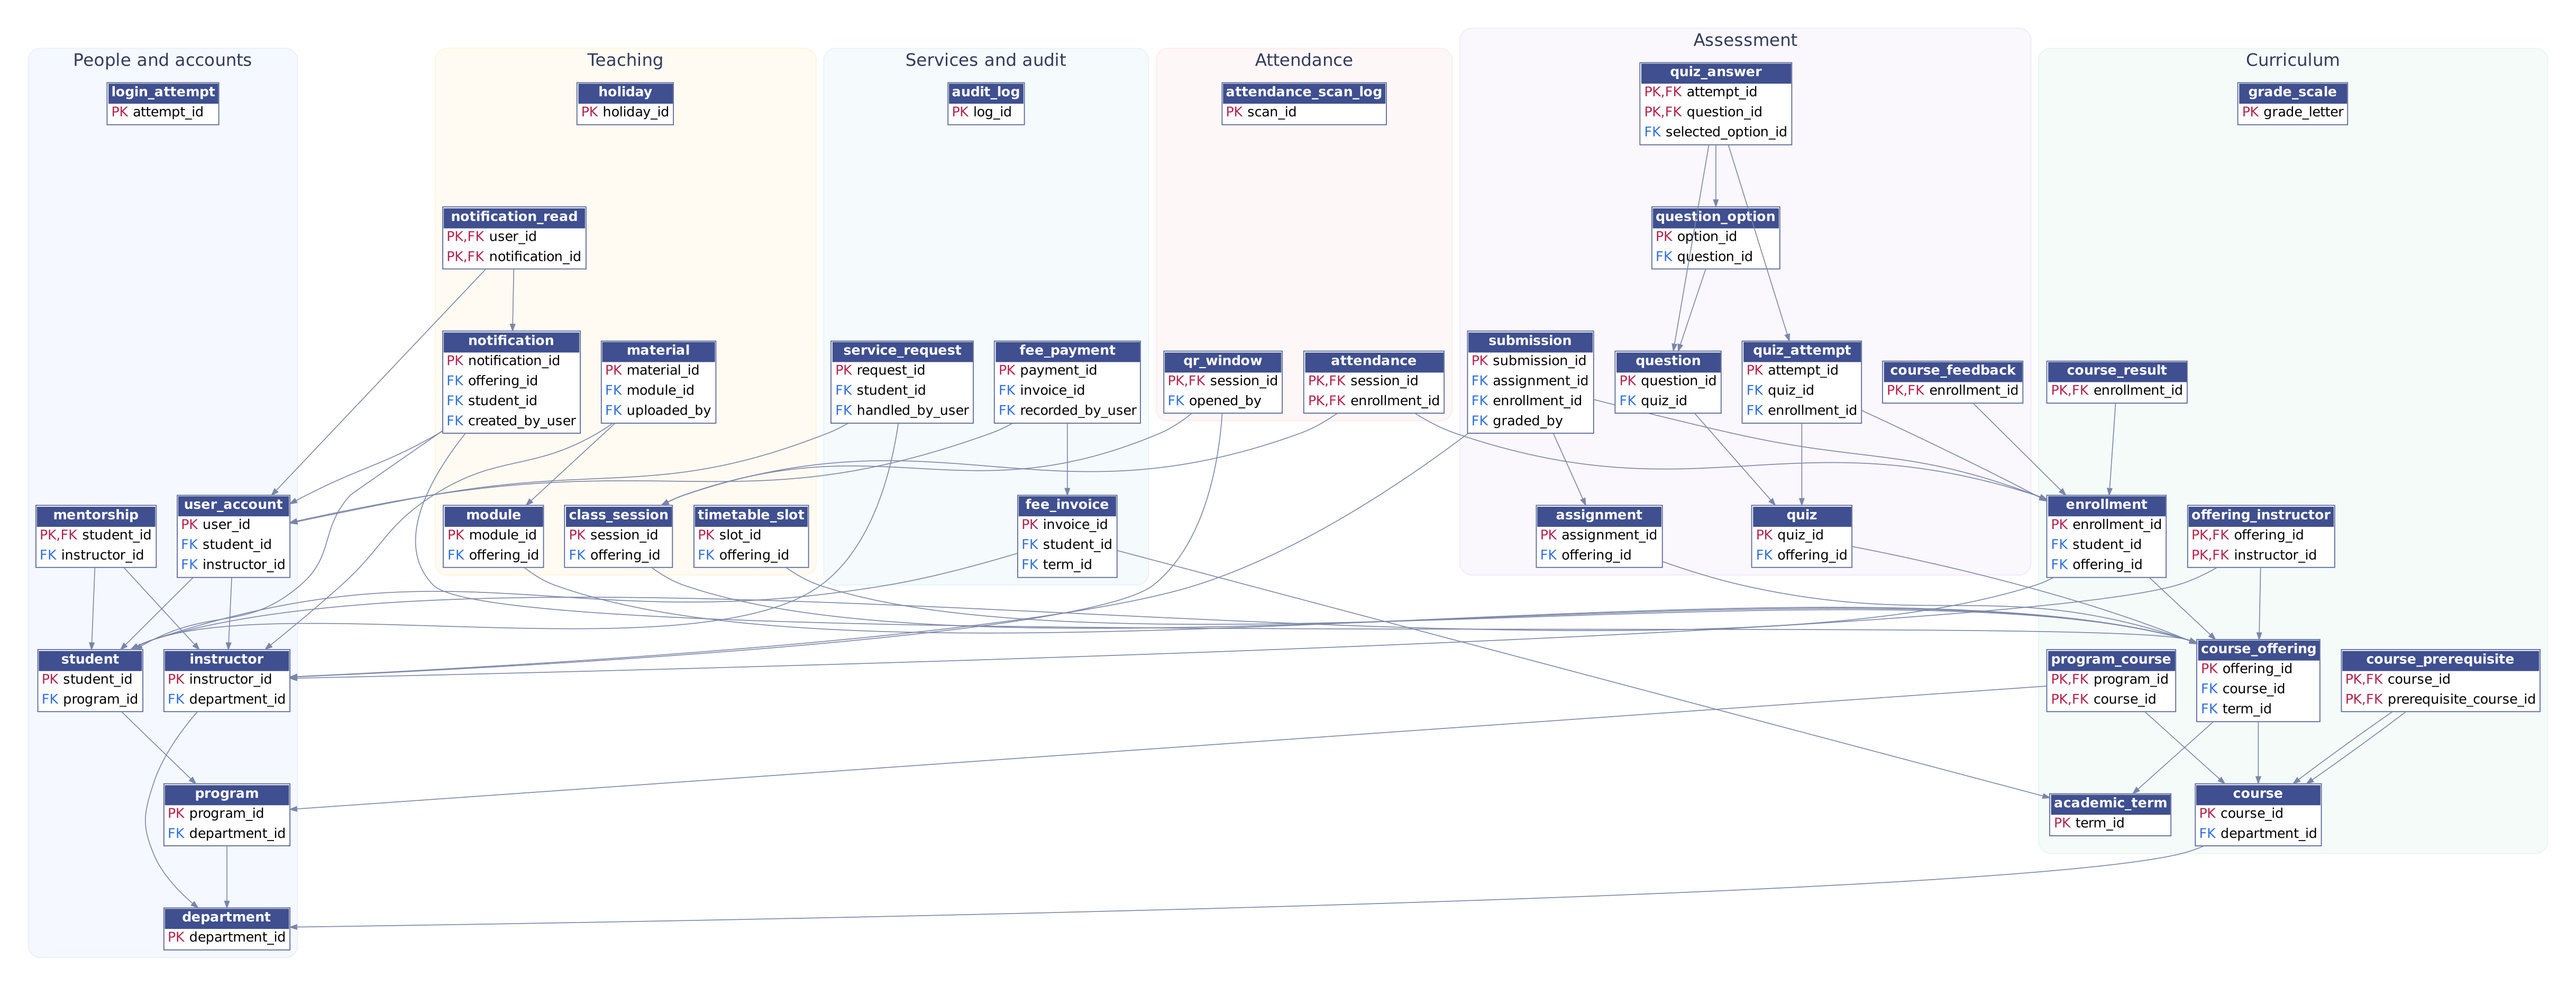 People and accounts
login_attempt
PK attempt_id
mentorship
PK,FK student_id
FK instructor_id
user_account
PK user_id
FK student_id
FK instructor_id
student
PK student_id
FK program_id
instructor
PK instructor_id
FK department_id
program
PK program_id
FK department_id
department
PK department_id
Teaching
holiday
PK holiday_id
notification_read
PK,FK user_id
PK,FK notification_id
notification
PK notification_id
FK offering_id
FK student_id
FK created_by_user
material
PK material_id
FK module_id
FK uploaded_by
module
PK module_id
FK offering_id
class_session
PK session_id
FK offering_id
timetable_slot
PK slot_id
FK offering_id
Services and audit
audit_log
PK log_id
service_request
PK request_id
FK student_id
FK handled_by_user
fee_payment
PK payment_id
FK invoice_id
FK recorded_by_user
fee_invoice
PK invoice_id
FK student_id
FK term_id
Attendance
attendance_scan_log
PK scan_id
qr_window
PK,FK session_id
FK opened_by
attendance
PK,FK session_id
PK,FK enrollment_id
Assessment
quiz_answer
PK,FK attempt_id
PK,FK question_id
FK selected_option_id
question_option
PK option_id
FK question_id
submission
PK submission_id
FK assignment_id
FK enrollment_id
FK graded_by
question
PK question_id
FK quiz_id
quiz_attempt
PK attempt_id
FK quiz_id
FK enrollment_id
course_feedback
PK,FK enrollment_id
assignment
PK assignment_id
FK offering_id
quiz
PK quiz_id
FK offering_id
Curriculum
grade_scale
PK grade_letter
course_result
PK,FK enrollment_id
enrollment
PK enrollment_id
FK student_id
FK offering_id
offering_instructor
PK,FK offering_id
PK,FK instructor_id
program_course
PK,FK program_id
PK,FK course_id
course_offering
PK offering_id
FK course_id
FK term_id
course_prerequisite
PK,FK course_id
PK,FK prerequisite_course_id
academic_term
PK term_id
course
PK course_id
FK department_id